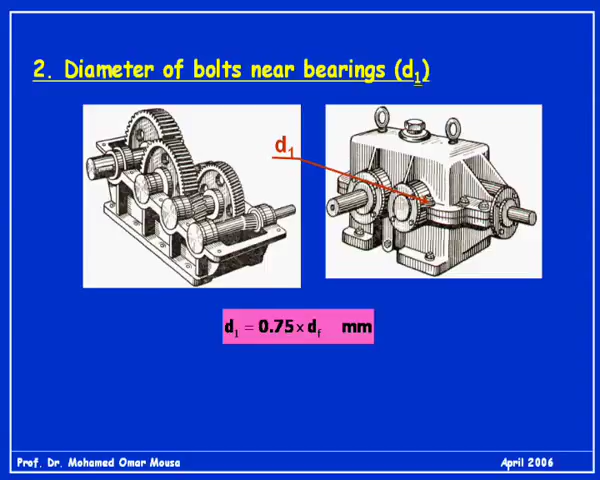 2. Diameter of bolts near bearings (d₁)
d₁
d₁ = 0.75 × d_f mm
Prof. Dr. Mohamed Omar Mousa April 2006